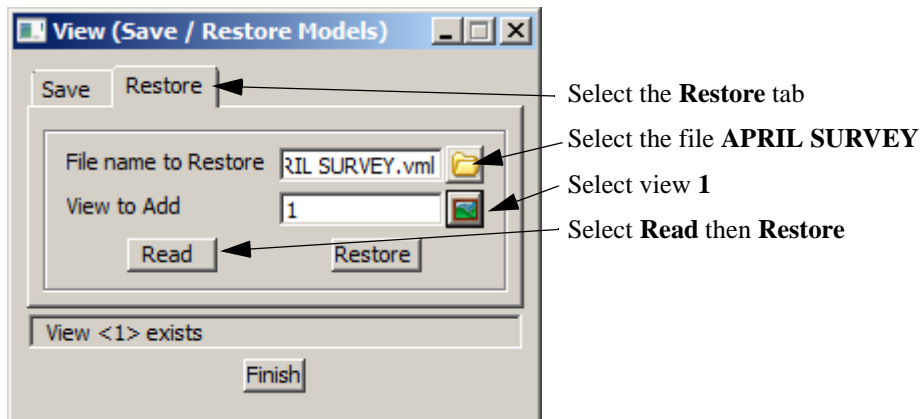 View (Save / Restore Models)
Save Restore
Select the Restore tab
File name to Restore RIL SURVEY.vml
Select the file APRIL SURVEY
View to Add 1
Select view 1
Read Restore
Select Read then Restore
View <1> exists
Finish